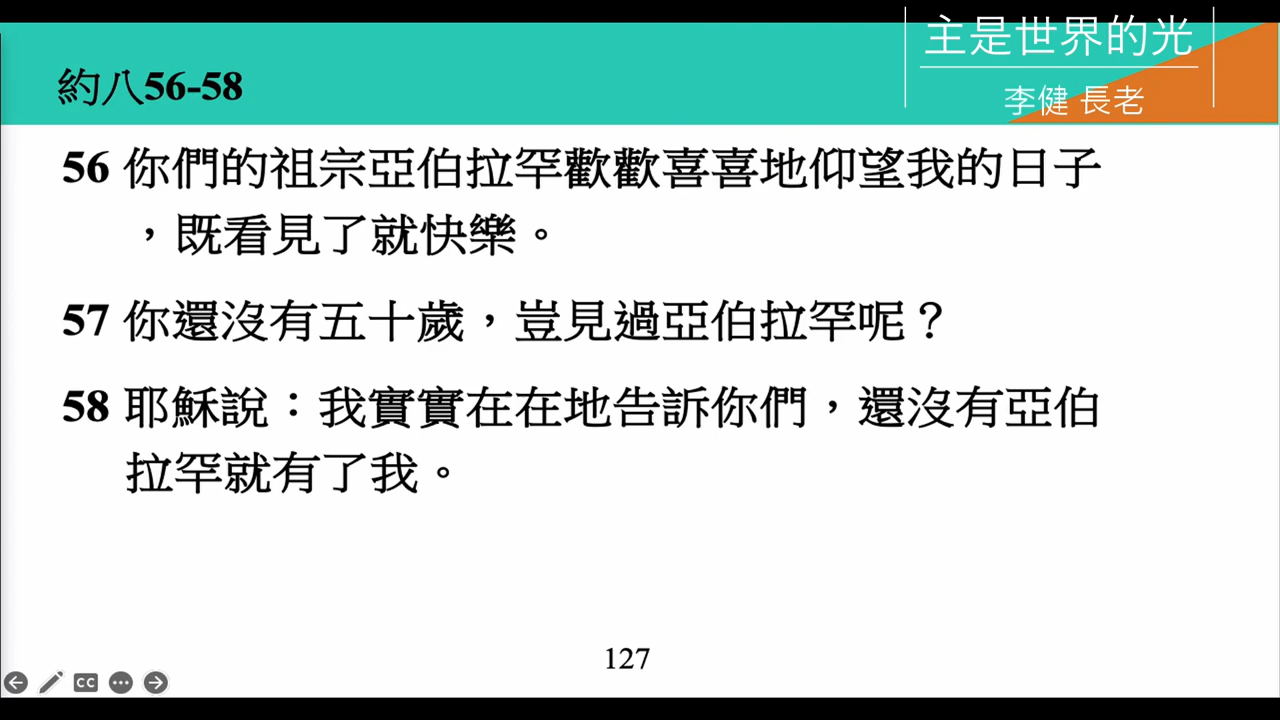 主是世界的光
李健 長老
約八56-58
56 你們的祖宗亞伯拉罕歡歡喜喜地仰望我的日子
，既看見了就快樂。
57 你還沒有五十歲，豈見過亞伯拉罕呢？
58 耶穌說：我實實在在地告訴你們，還沒有亞伯
拉罕就有了我。
127
CC